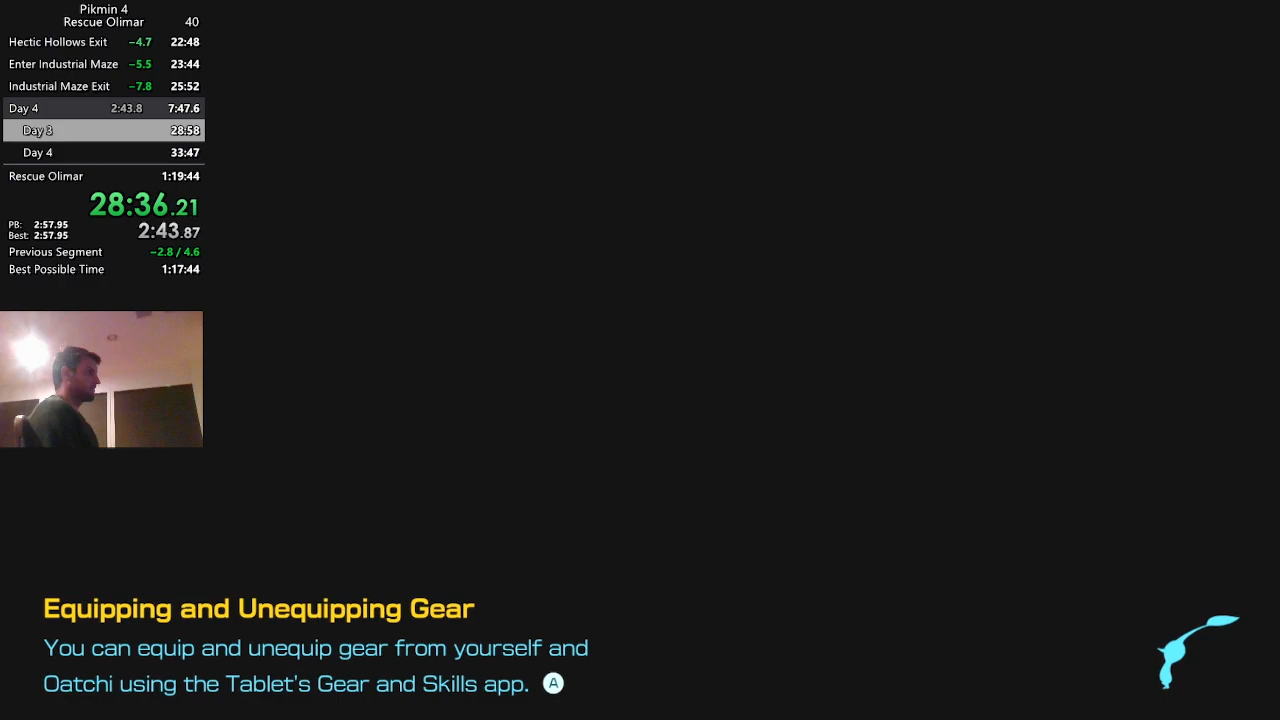 Pikmin 4
Rescue Olimar 40
Hectic Hollows Exit -4.7 22:48
Enter Industrial Maze -5.5 23:44
Industrial Maze Exit -7.8 25:52
Day 4 2:43.8 7:47.6
Day 3 28:58
Day 4 33:47
Rescue Olimar 1:19:44
28:36.21
PB: 2:57.95
Best: 2:57.95
2:43.87
Previous Segment -2.8 / 4.6
Best Possible Time 1:17:44
Equipping and Unequipping Gear
You can equip and unequip gear from yourself and
Oatchi using the Tablet's Gear and Skills app. A